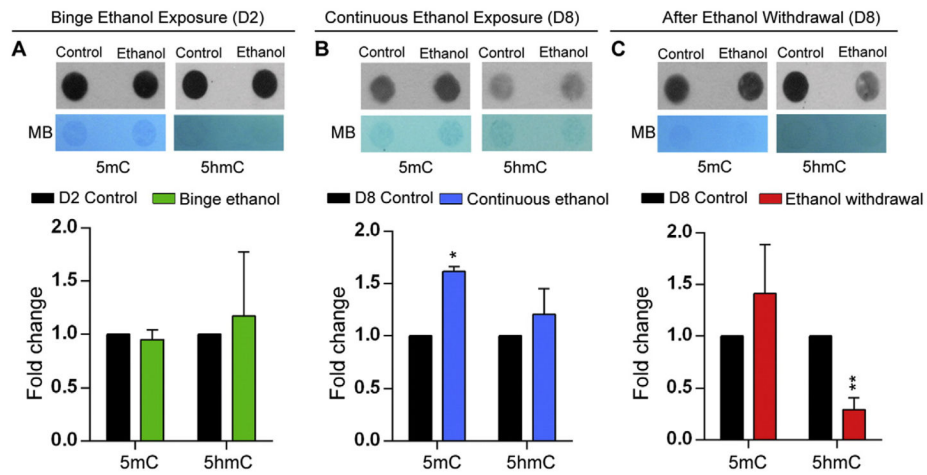 Binge Ethanol Exposure (D2)
A
Control Ethanol Control Ethanol
MB
5mC 5hmC
D2 Control Binge ethanol
Fold change
2.0
1.5
1.0
0.5
0.0
5mC 5hmC
Continuous Ethanol Exposure (D8)
B
Control Ethanol Control Ethanol
MB
5mC 5hmC
D8 Control Continuous ethanol
Fold change
2.0
1.5
1.0
0.5
0.0
*
5mC 5hmC
After Ethanol Withdrawal (D8)
C
Control Ethanol Control Ethanol
MB
5mC 5hmC
D8 Control Ethanol withdrawal
Fold change
2.0
1.5
1.0
0.5
0.0
**
5mC 5hmC